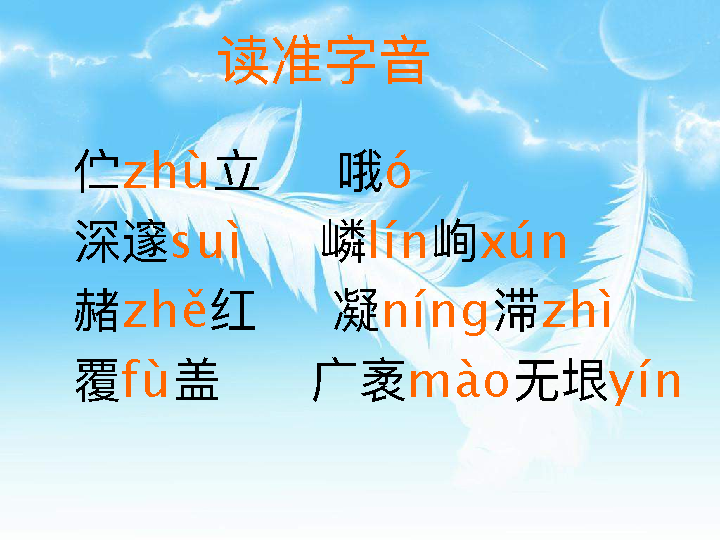 读准字音
伫zhù立 哦ó
深邃suì 嶙lín峋xún
赭zhě红 凝níng滞zhì
覆fù盖 广袤mào无垠yín